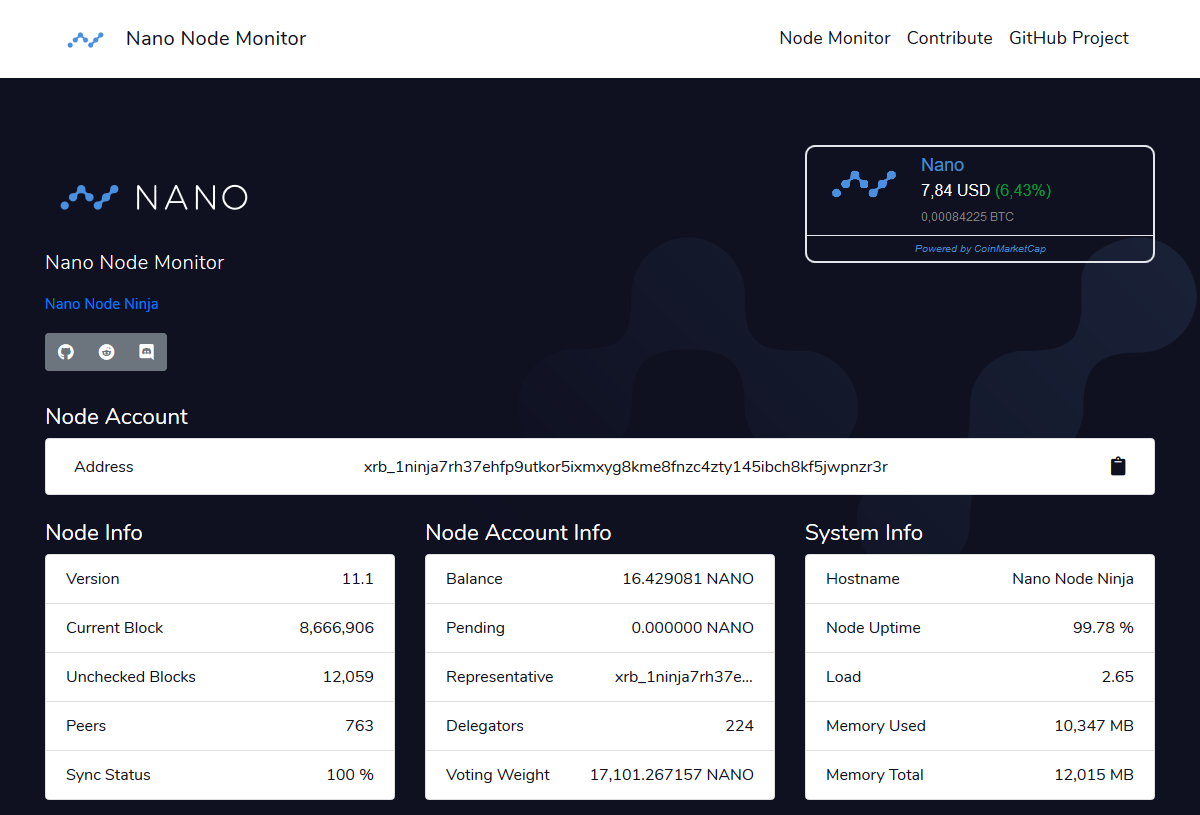 Nano Node Monitor
Node Monitor Contribute GitHub Project
NANO
Nano
7,84 USD (6,43%)
0,00084225 BTC
Powered by CoinMarketCap
Nano Node Monitor
Nano Node Ninja
Node Account
Address xrb_1ninja7rh37ehfp9utkor5ixmxyg8kme8fnzc4zty145ibch8kf5jwpnzr3r
Node Info
Version 11.1
Current Block 8,666,906
Unchecked Blocks 12,059
Peers 763
Sync Status 100 %
Node Account Info
Balance 16.429081 NANO
Pending 0.000000 NANO
Representative xrb_1ninja7rh37e...
Delegators 224
Voting Weight 17,101.267157 NANO
System Info
Hostname Nano Node Ninja
Node Uptime 99.78 %
Load 2.65
Memory Used 10,347 MB
Memory Total 12,015 MB